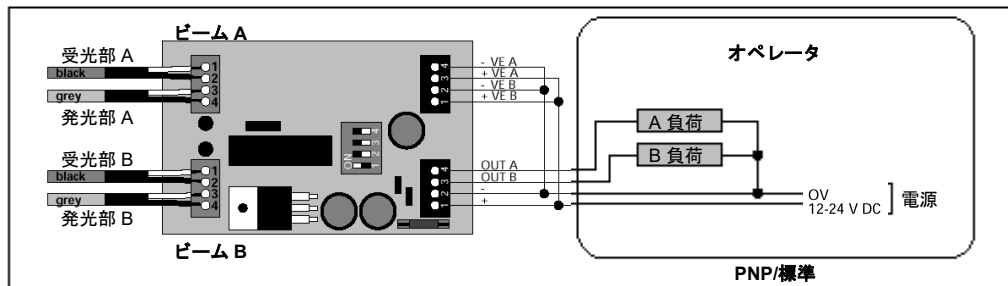 ビーム A
受光部 A
black
grey
発光部 A
1
2
3
4
受光部 B
black
grey
発光部 B
1
2
3
4
ビーム B
ON
1 2 3 4
4
3
2
1
- VE A
+ VE A
- VE B
+ VE B
4
3
2
1
OUT A
OUT B
-
+
オペレータ
A 負荷
B 負荷
OV
12-24 V DC
電源
PNP/標準